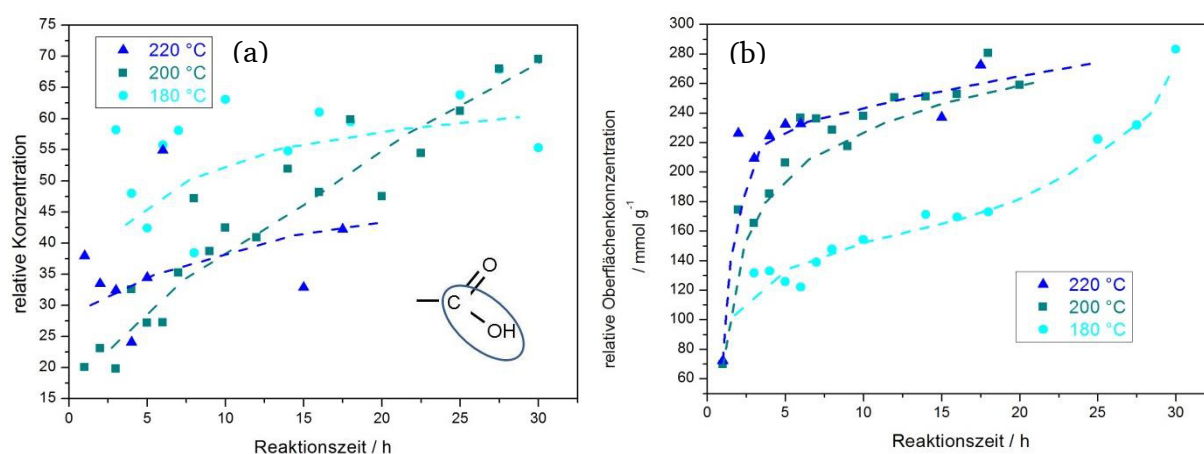 (a)
220 °C
200 °C
180 °C
relative Konzentration
75
70
65
60
55
50
45
40
35
30
25
20
15
0 5 10 15 20 25 30
Reaktionszeit / h
O
C
OH
(b)
relative Oberflächenkonzentration
/ mmol g⁻¹
300
280
260
240
220
200
180
160
140
120
100
80
60
220 °C
200 °C
180 °C
0 5 10 15 20 25 30
Reaktionszeit / h